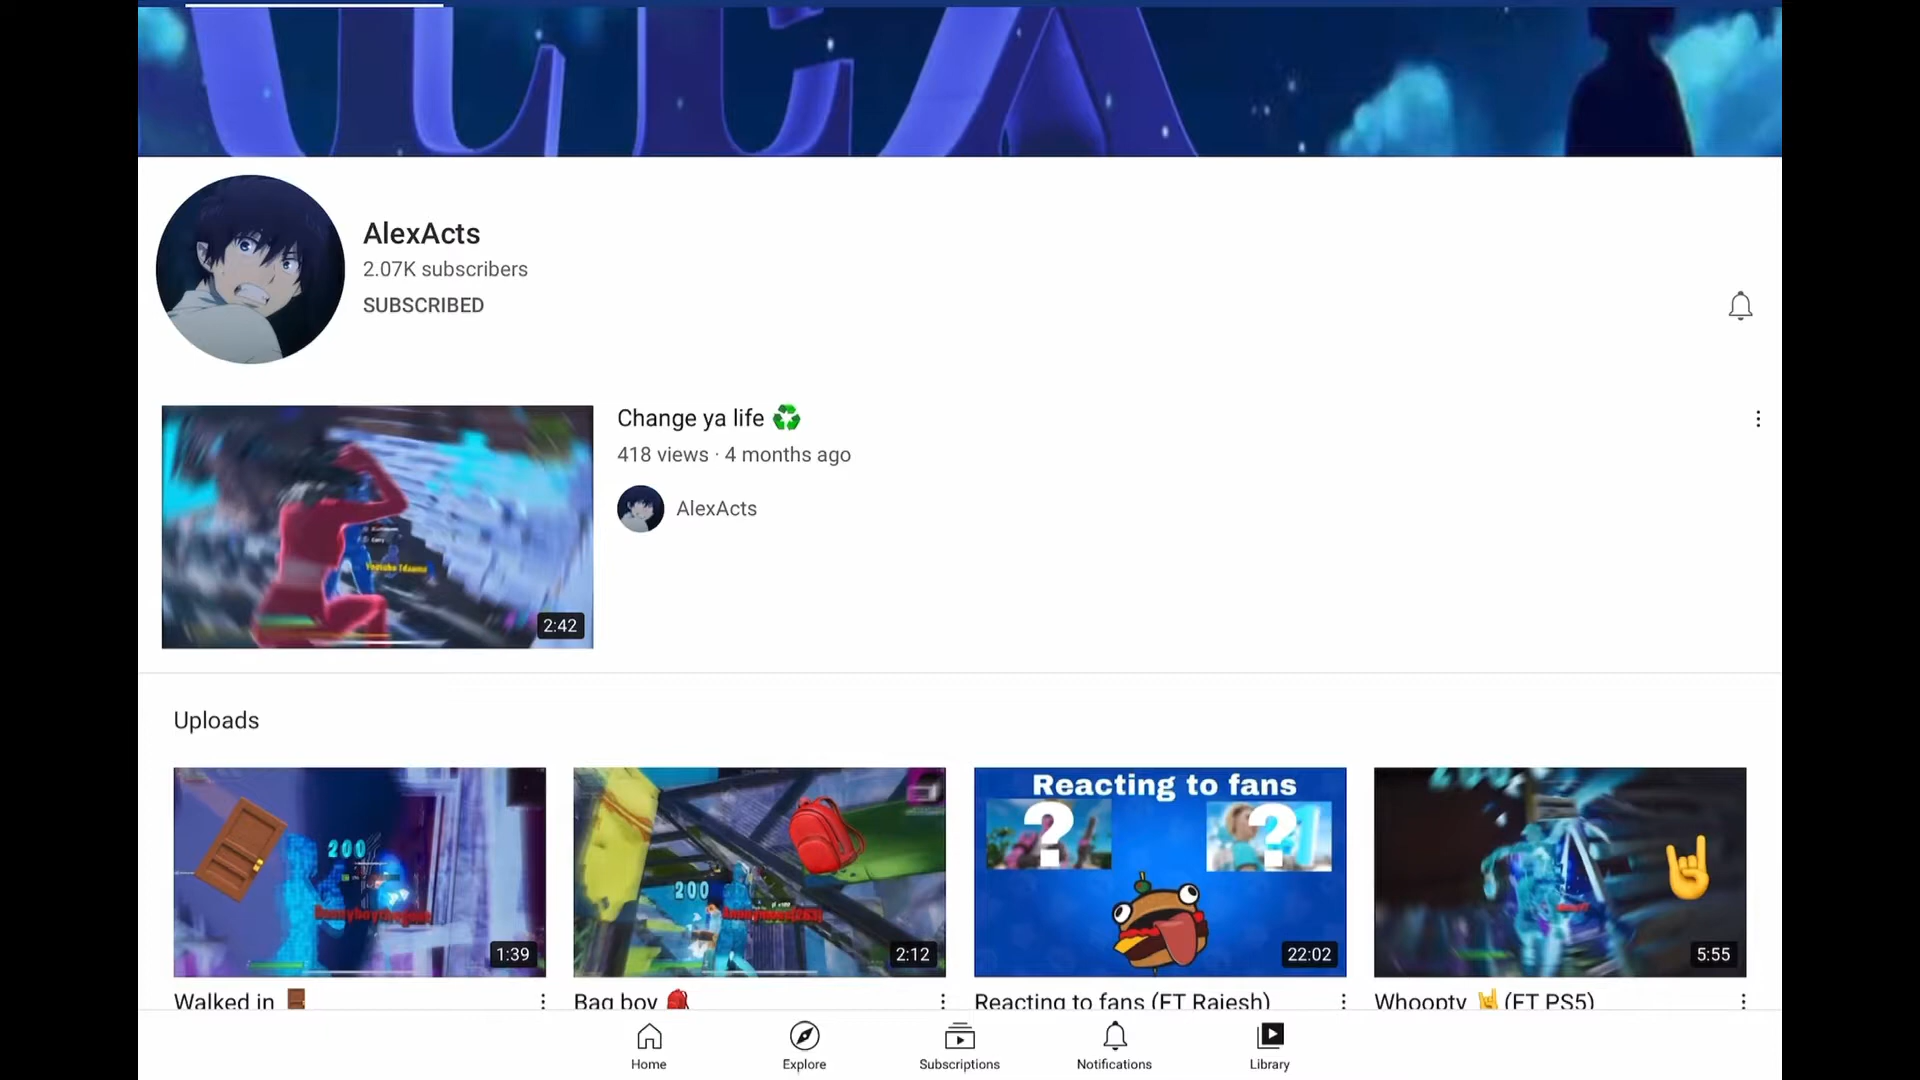 AlexActs
2.07K subscribers
SUBSCRIBED
Change ya life ♻️
418 views · 4 months ago
AlexActs
2:42
Uploads
200
1:39
200
2:12
Reacting to fans
? ?
22:02
5:55
Walked in 🚪
Bag boy 🎒
Reacting to fans (FT Rajesh)
Whoopty 🤘 (FT PS5)
Home
Explore
Subscriptions
Notifications
Library